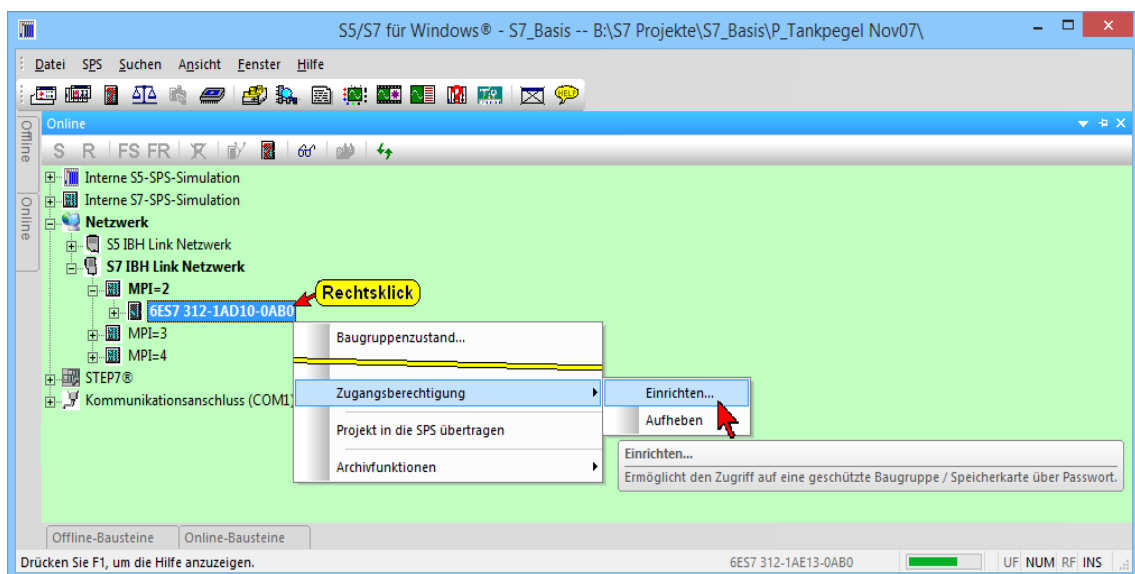 S5/S7 für Windows® - S7_Basis -- B:\S7 Projekte\S7_Basis\P_Tankpegel Nov07\
Datei SPS Suchen Ansicht Fenster Hilfe
HELP
Online
Offline
Online
S R FS FR
Interne S5-SPS-Simulation
Interne S7-SPS-Simulation
Netzwerk
S5 IBH Link Netzwerk
S7 IBH Link Netzwerk
MPI=2
Rechtsklick
6ES7 312-1AD10-0AB0
MPI=3
MPI=4
STEP7®
Kommunikationsanschluss (COM1)
Baugruppenzustand...
Zugangsberechtigung
Projekt in die SPS übertragen
Archivfunktionen
Einrichten...
Aufheben
Einrichten...
Ermöglicht den Zugriff auf eine geschützte Baugruppe / Speicherkarte über Passwort.
Offline-Bausteine Online-Bausteine
Drücken Sie F1, um die Hilfe anzuzeigen. 6ES7 312-1AE13-0AB0 UF NUM RF INS